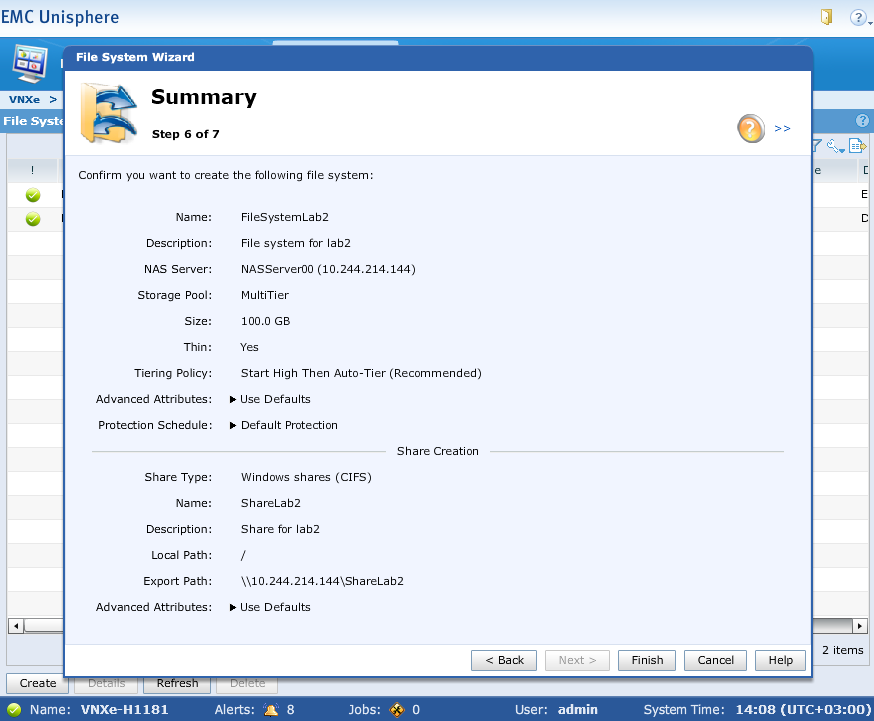 EMC Unisphere
File System Wizard
VNXe >
File Syste
Summary
Step 6 of 7
>>
!
e
D
E
D
Confirm you want to create the following file system:
Name: FileSystemLab2
Description: File system for lab2
NAS Server: NASServer00 (10.244.214.144)
Storage Pool: MultiTier
Size: 100.0 GB
Thin: Yes
Tiering Policy: Start High Then Auto-Tier (Recommended)
Advanced Attributes: Use Defaults
Protection Schedule: Default Protection
Share Creation
Share Type: Windows shares (CIFS)
Name: ShareLab2
Description: Share for lab2
Local Path: /
Export Path: \\10.244.214.144\ShareLab2
Advanced Attributes: Use Defaults
2 items
< Back Next > Finish Cancel Help
Create Details Refresh Delete
Name: VNXe-H1181 Alerts: 8 Jobs: 0 User: admin System Time: 14:08 (UTC+03:00)